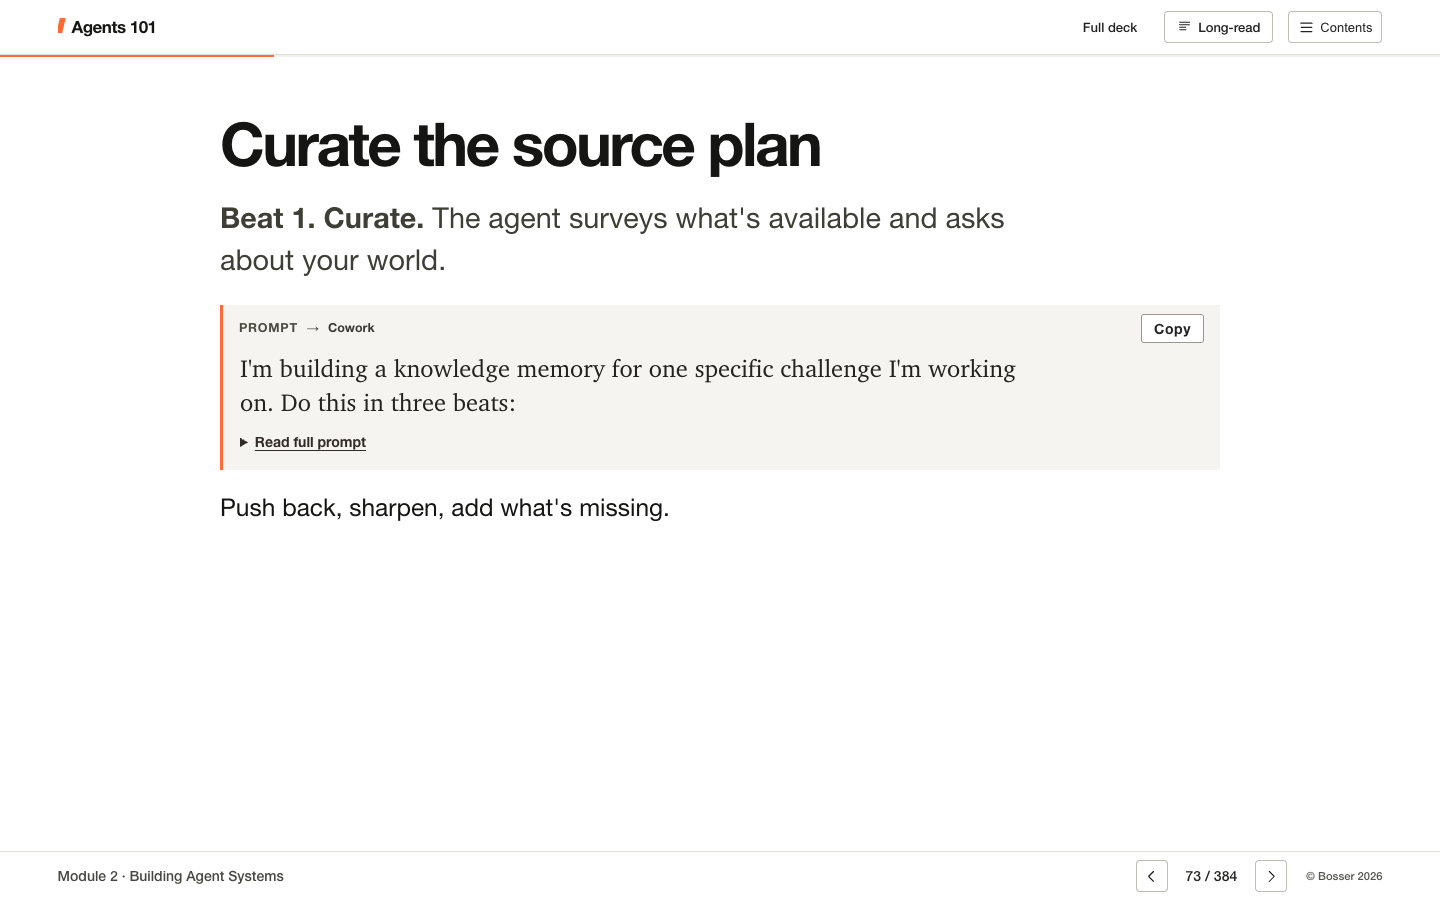 Agents 101
Full deck
Long-read
Contents
Curate the source plan
Beat 1. Curate. The agent surveys what's available and asks
about your world.
PROMPT → Cowork
Copy
I'm building a knowledge memory for one specific challenge I'm working
on. Do this in three beats:
Read full prompt
Push back, sharpen, add what's missing.
Module 2 · Building Agent Systems
73 / 384
© Bosser 2026